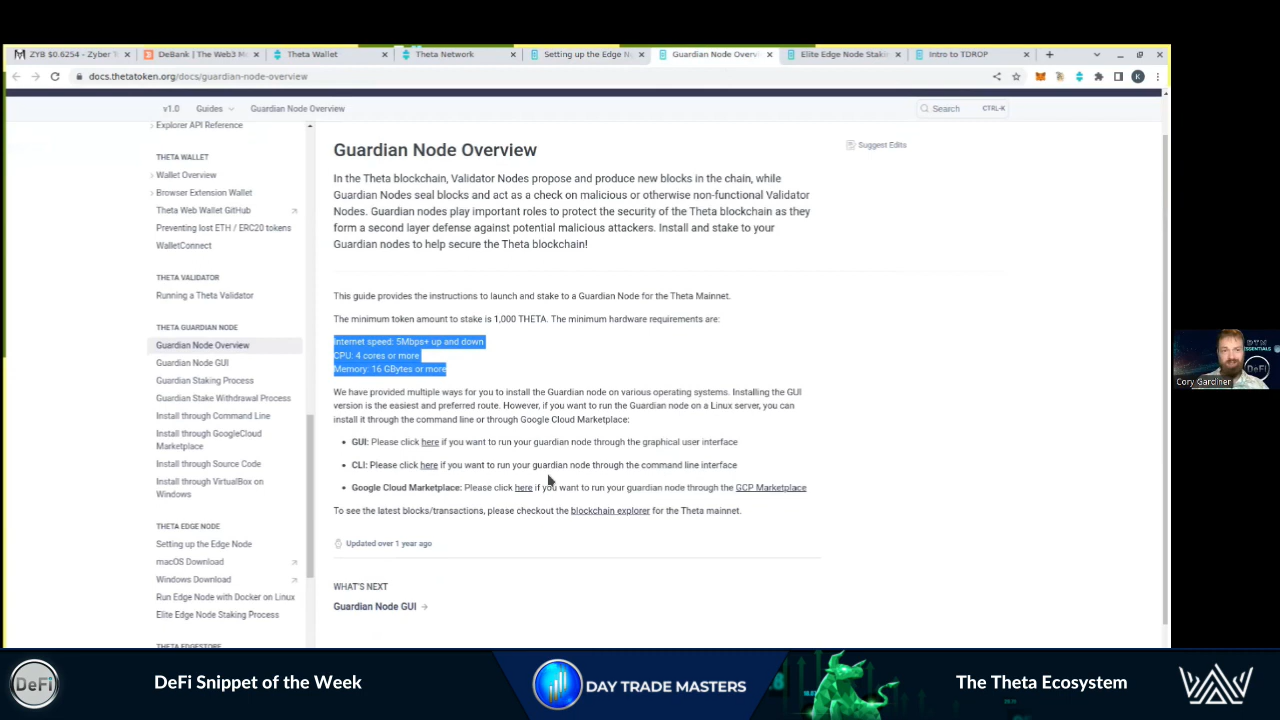 ZYB $0.6254 - Zyber
DeBank | The Web3 M
Theta Wallet
Theta Network
Setting up the Edge N
Guardian Node Overvi
Elite Edge Node Staki
Intro to TDROP
docs.thetatoken.org/docs/guardian-node-overview
K
v1.0
Guides
Guardian Node Overview
Search
CTRL-K
Explorer API Reference
THETA WALLET
Wallet Overview
Browser Extension Wallet
Theta Web Wallet GitHub
Preventing lost ETH / ERC20 tokens
WalletConnect
THETA VALIDATOR
Running a Theta Validator
THETA GUARDIAN NODE
Guardian Node Overview
Guardian Node GUI
Guardian Staking Process
Guardian Stake Withdrawal Process
Install through Command Line
Install through GoogleCloud
Marketplace
Install through Source Code
Install through VirtualBox on
Windows
THETA EDGE NODE
Setting up the Edge Node
macOS Download
Windows Download
Run Edge Node with Docker on Linux
Elite Edge Node Staking Process
THETA EDGESTORE
Guardian Node Overview
Suggest Edits
In the Theta blockchain, Validator Nodes propose and produce new blocks in the chain, while
Guardian Nodes seal blocks and act as a check on malicious or otherwise non-functional Validator
Nodes. Guardian nodes play important roles to protect the security of the Theta blockchain as they
form a second layer defense against potential malicious attackers. Install and stake to your
Guardian nodes to help secure the Theta blockchain!
This guide provides the instructions to launch and stake to a Guardian Node for the Theta Mainnet.
The minimum token amount to stake is 1,000 THETA. The minimum hardware requirements are:
Internet speed: 5Mbps+ up and down
CPU: 4 cores or more
Memory: 16 GBytes or more
We have provided multiple ways for you to install the Guardian node on various operating systems. Installing the GUI
version is the easiest and preferred route. However, if you want to run the Guardian node on a Linux server, you can
install it through the command line or through Google Cloud Marketplace:
GUI: Please click here if you want to run your guardian node through the graphical user interface
CLI: Please click here if you want to run your guardian node through the command line interface
Google Cloud Marketplace: Please click here if you want to run your guardian node through the GCP Marketplace
To see the latest blocks/transactions, please checkout the blockchain explorer for the Theta mainnet.
Updated over 1 year ago
WHAT'S NEXT
Guardian Node GUI
DTM
ESSENTIALS
DeFi
Cory Gardiner
DeFi
DeFi Snippet of the Week
DAY TRADE MASTERS
The Theta Ecosystem